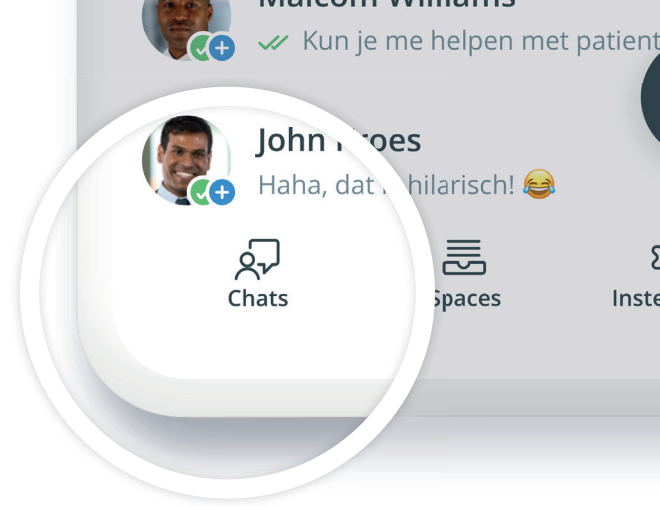 Malcom Williams
Kun je me helpen met patient
John
Haha, dat hilarisch! 😂
Chats
Spaces